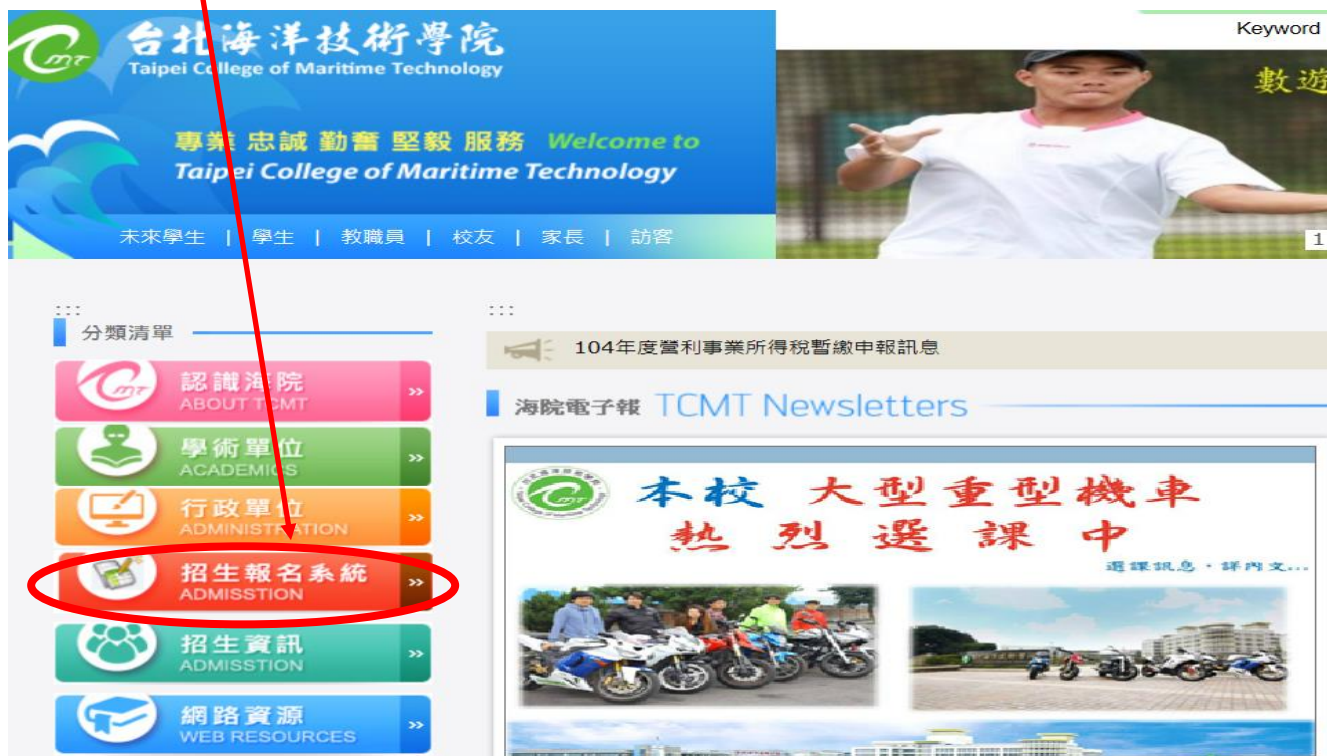 Cmt
台北海洋技術學院
Taipei College of Maritime Technology
Keyword
數遊
專業 忠誠 勤奮 堅毅 服務 Welcome to
Taipei College of Maritime Technology
未來學生 | 學生 | 教職員 | 校友 | 家長 | 訪客
1
:::
分類清單
認識海院
ABOUT TCMT
學術單位
ACADEMICS
行政單位
ADMINISTRATION
招生報名系統
ADMISSTION
招生資訊
ADMISSTION
網路資源
WEB RESOURCES
:::
104年度營利事業所得稅暫繳申報訊息
海院電子報 TCMT Newsletters
本校 大型重型機車
熱烈選課中
選課訊息，詳內文...